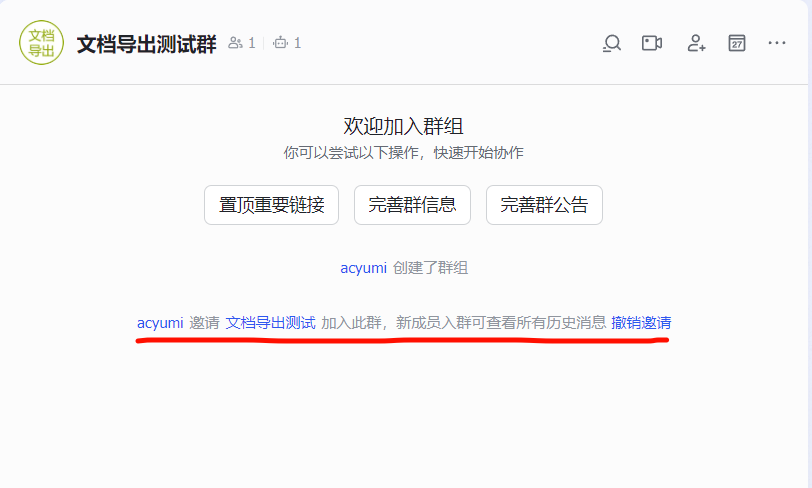 文档
导出
文档导出测试群 1 1
27
欢迎加入群组
你可以尝试以下操作，快速开始协作
置顶重要链接 完善群信息 完善群公告
acyumi 创建了群组
acyumi 邀请 文档导出测试 加入此群，新成员入群可查看所有历史消息 撤销邀请